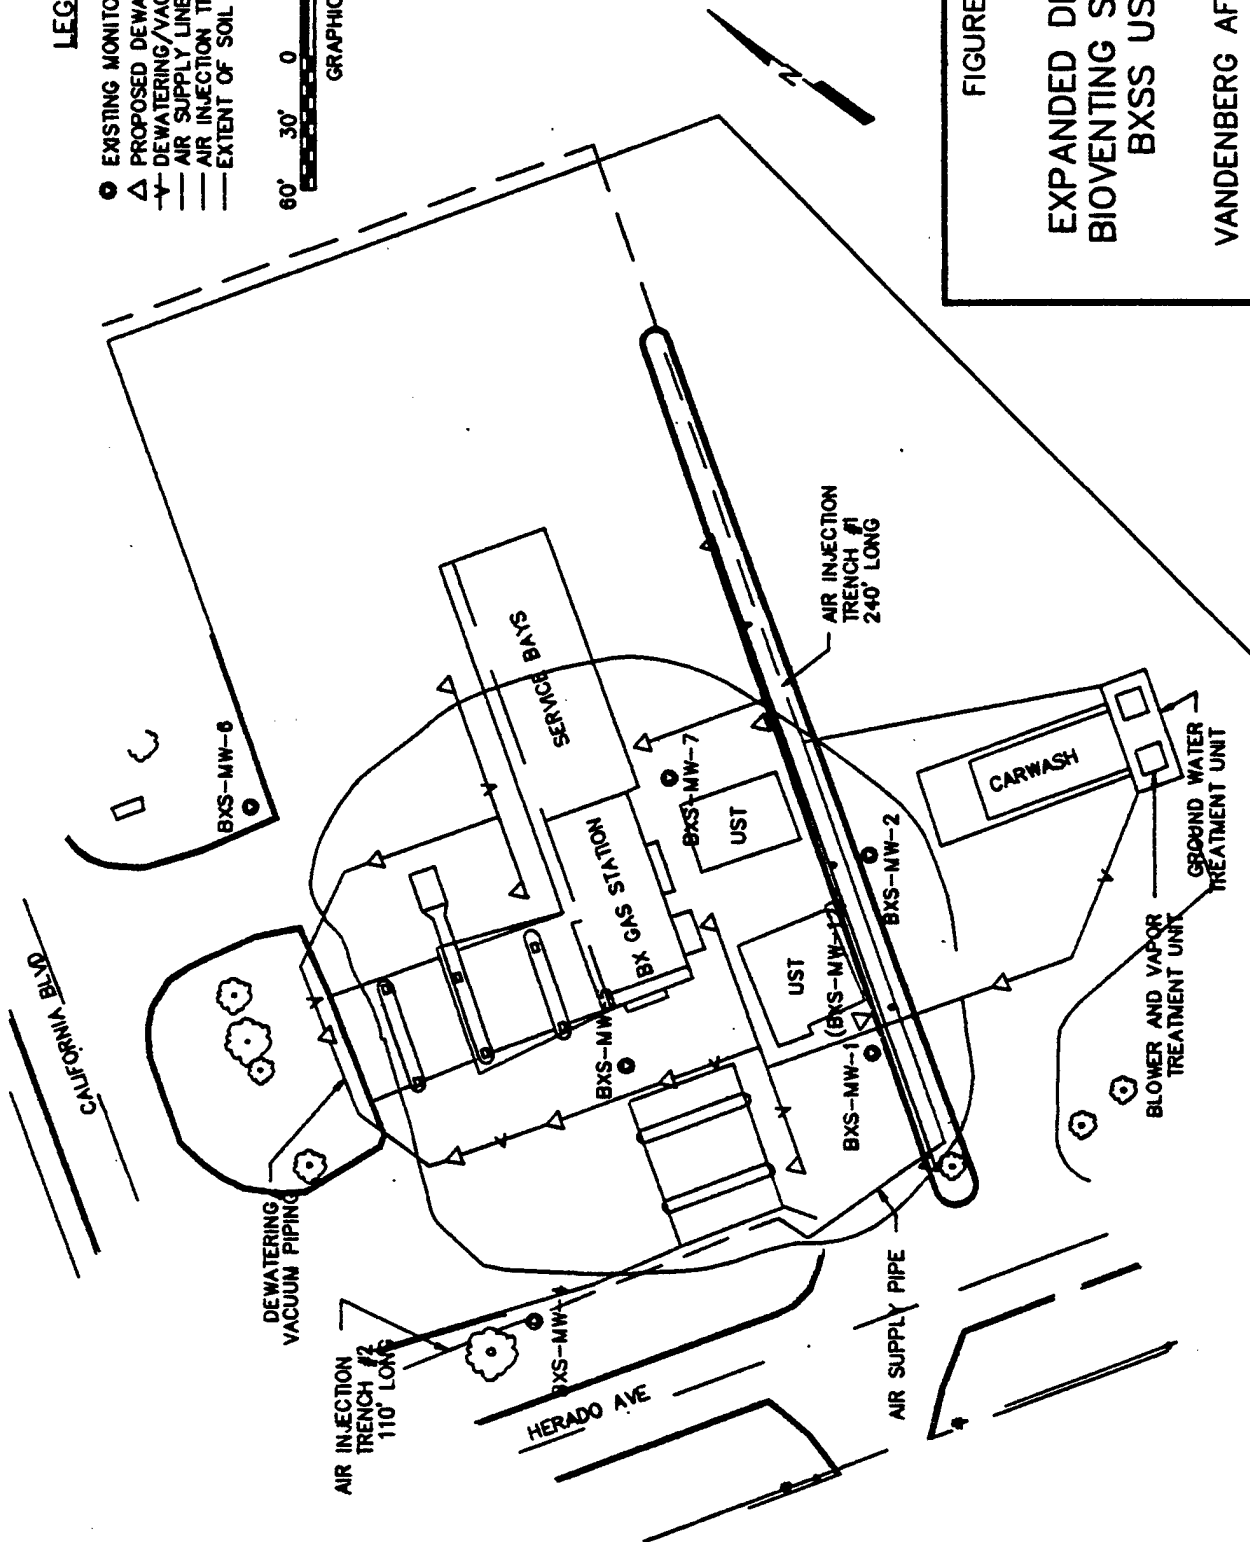 LEG
EXISTING MONITO
PROPOSED DEWA
DEWATERING/VAC
AIR SUPPLY LINE
AIR INJECTION TR
EXTENT OF SOIL
60' 30' 0
GRAPHIC
N
FIGURE
EXPANDED
BIOVENTING S
BXSS US
VANDENBERG AF
CALIFORNIA BLVD
BXS-MW-6
SERVICE BAYS
BX GAS STATION
BXS-MW-7
UST
UST
AIR INJECTION
TRENCH #1
240' LONG
CARWASH
BXS-MW-2
(BXS-MW-1
BXS-MW-1
GROUND WATER
TREATMENT UNIT
BLOWER AND VAPOR
TREATMENT UNIT
DEWATERING
VACUUM PIPING
AIR INJECTION
TRENCH #2
110' LONG
BXS-MW-4
HERADO AVE
AIR SUPPLY PIPE